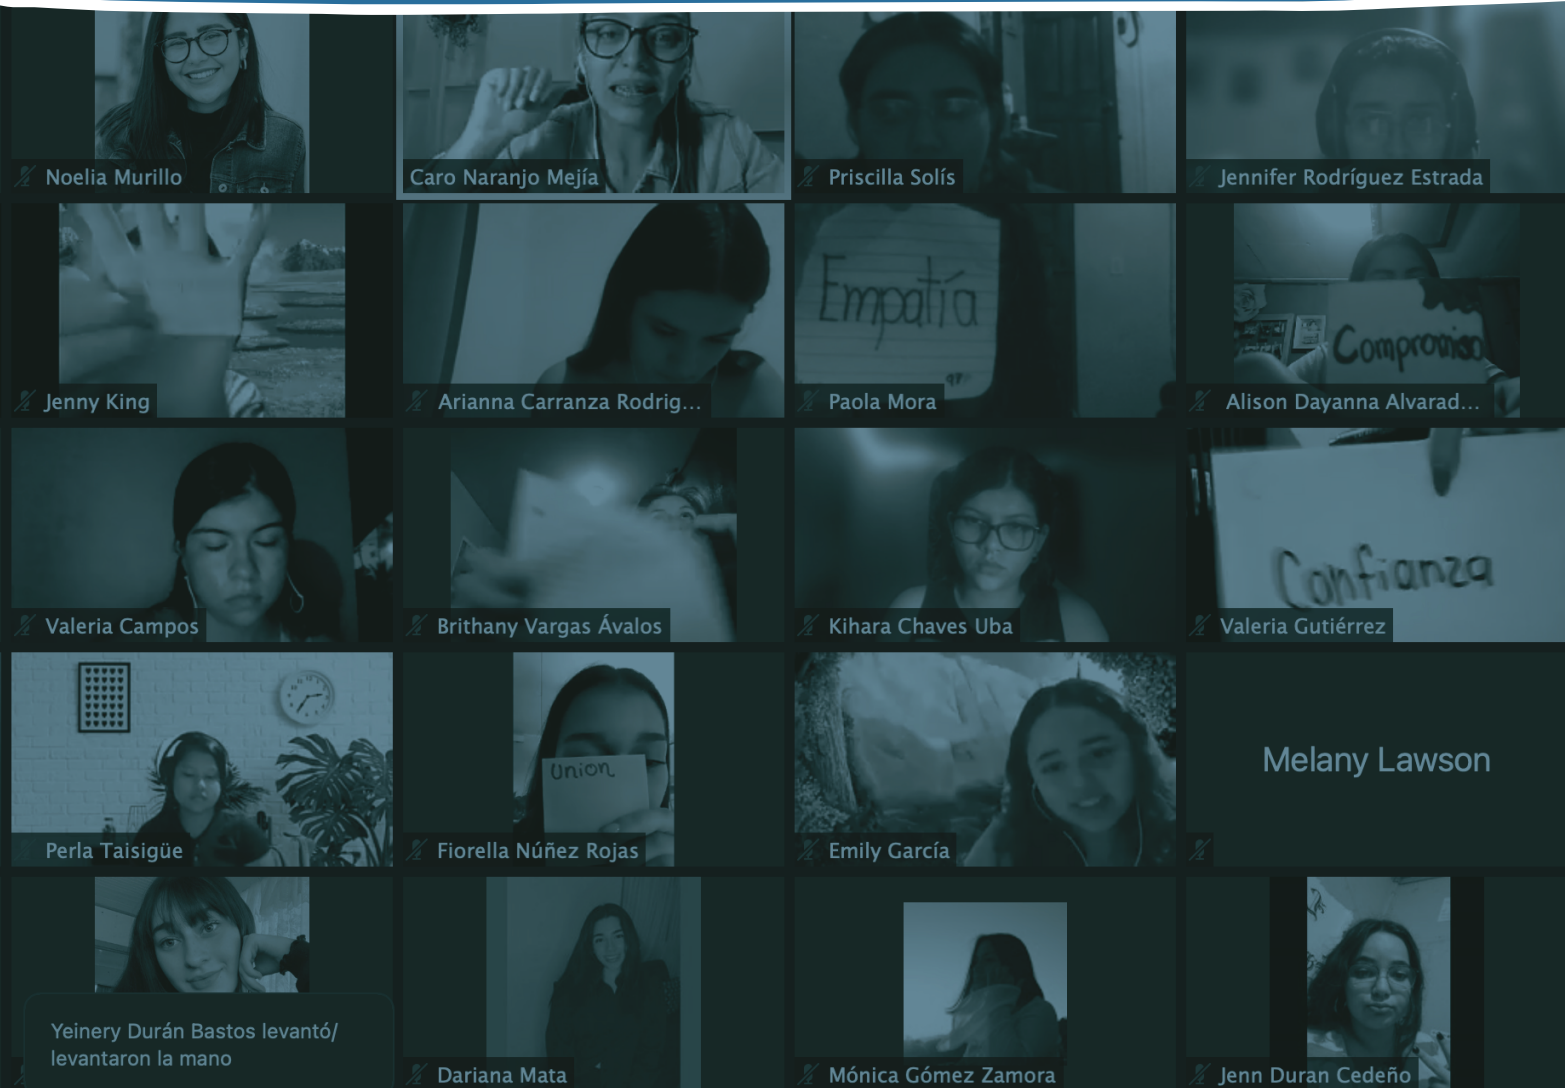 Noelia Murillo
Caro Naranjo Mejía
Priscilla Solís
Jennifer Rodríguez Estrada
Jenny King
Arianna Carranza Rodrig...
Empatía
Paola Mora
Compromiso
Alison Dayanna Alvarad...
Valeria Campos
Brithany Vargas Ávalos
Kihara Chaves Uba
Confianza
Valeria Gutiérrez
Perla Taisigüe
Union
Fiorella Núñez Rojas
Emily García
Melany Lawson
Yeinery Durán Bastos levantó/
levantaron la mano
Dariana Mata
Mónica Gómez Zamora
Jenn Duran Cedeño